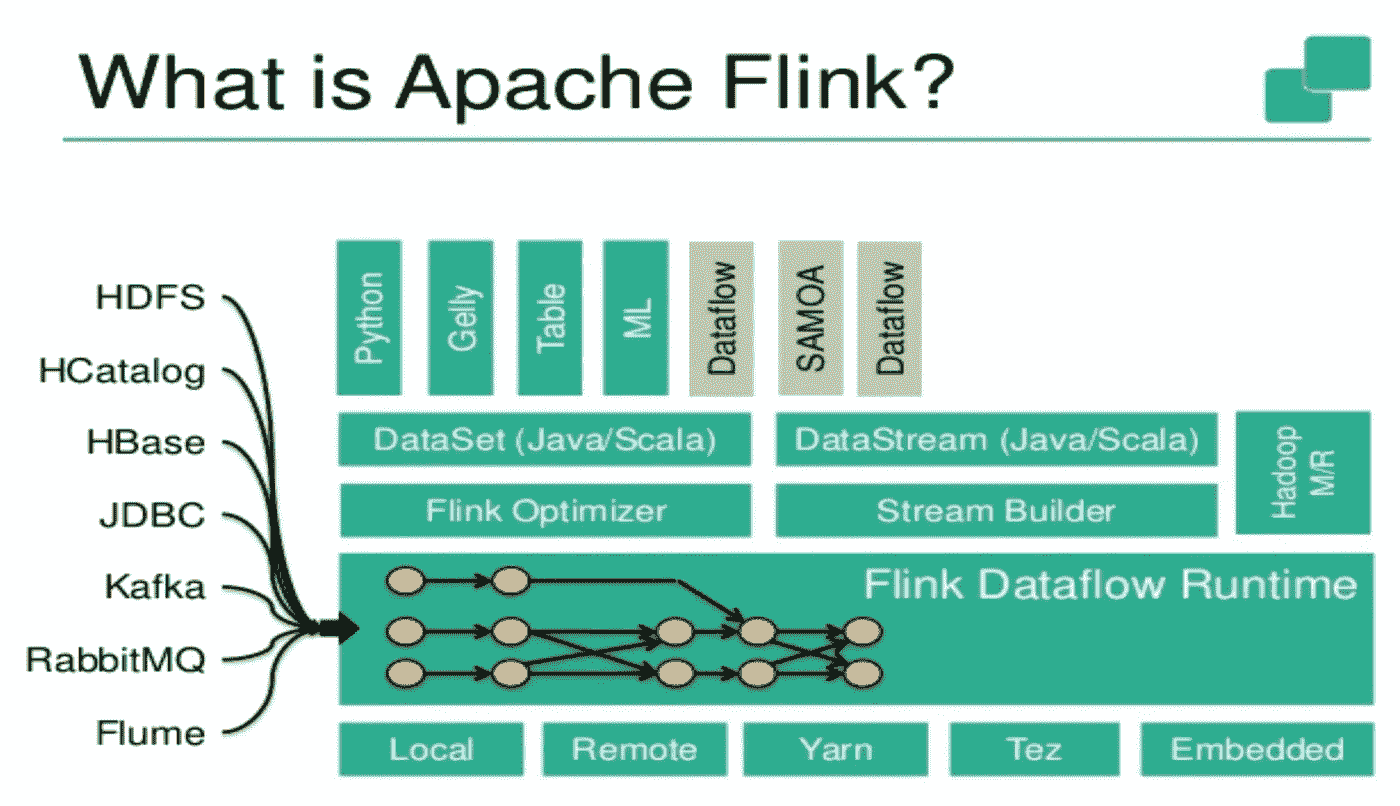 What is Apache Flink?
HDFS
HCatalog
HBase
JDBC
Kafka
RabbitMQ
Flume
Python
Gelly
Table
ML
Dataflow
SAMOA
Dataflow
DataSet (Java/Scala)
DataStream (Java/Scala)
Hadoop
M/R
Flink Optimizer
Stream Builder
Flink Dataflow Runtime
Local
Remote
Yarn
Tez
Embedded